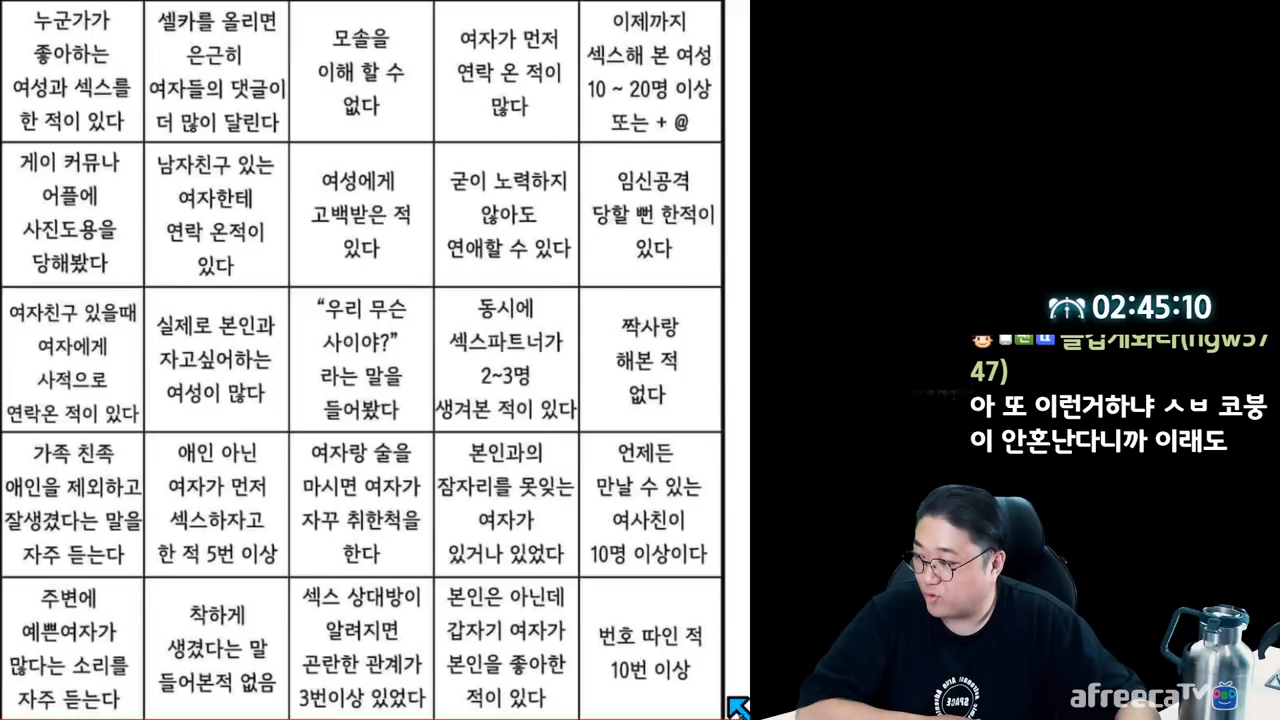 누군가가
좋아하는
여성과 섹스를
한 적이 있다
셀카를 올리면
은근히
여자들의 댓글이
더 많이 달린다
모솔을
이해 할 수
없다
여자가 먼저
연락 온 적이
많다
이제까지
섹스해 본 여성
10 ~ 20명 이상
또는 + @
게이 커뮤나
어플에
사진도용을
당해봤다
남자친구 있는
여자한테
연락 온적이
있다
여성에게
고백받은 적
있다
굳이 노력하지
않아도
연애할 수 있다
임신공격
당할 뻔 한적이
있다
여자친구 있을때
여자에게
사적으로
연락온 적이 있다
실제로 본인과
자고싶어하는
여성이 많다
“우리 무슨
사이야?”
라는 말을
들어봤다
동시에
섹스파트너가
2~3명
생겨본 적이 있다
짝사랑
해본 적
없다
가족 친족
애인을 제외하고
잘생겼다는 말을
자주 듣는다
애인 아닌
여자가 먼저
섹스하자고
한 적 5번 이상
여자랑 술을
마시면 여자가
자꾸 취한척을
한다
본인과의
잠자리를 못잊는
여자가
있거나 있었다
언제든
만날 수 있는
여사친이
10명 이상이다
주변에
예쁜여자가
많다는 소리를
자주 듣는다
착하게
생겼다는 말
들어본적 없음
섹스 상대방이
알려지면
곤란한 관계가
3번이상 있었다
본인은 아닌데
갑자기 여자가
본인을 좋아한
적이 있다
번호 따인 적
10번 이상
02:45:10
47)
아 또 이런거하냐 ㅅㅂ 코붕
이 안혼난다니까 이래도
SPACE
afreecaTV